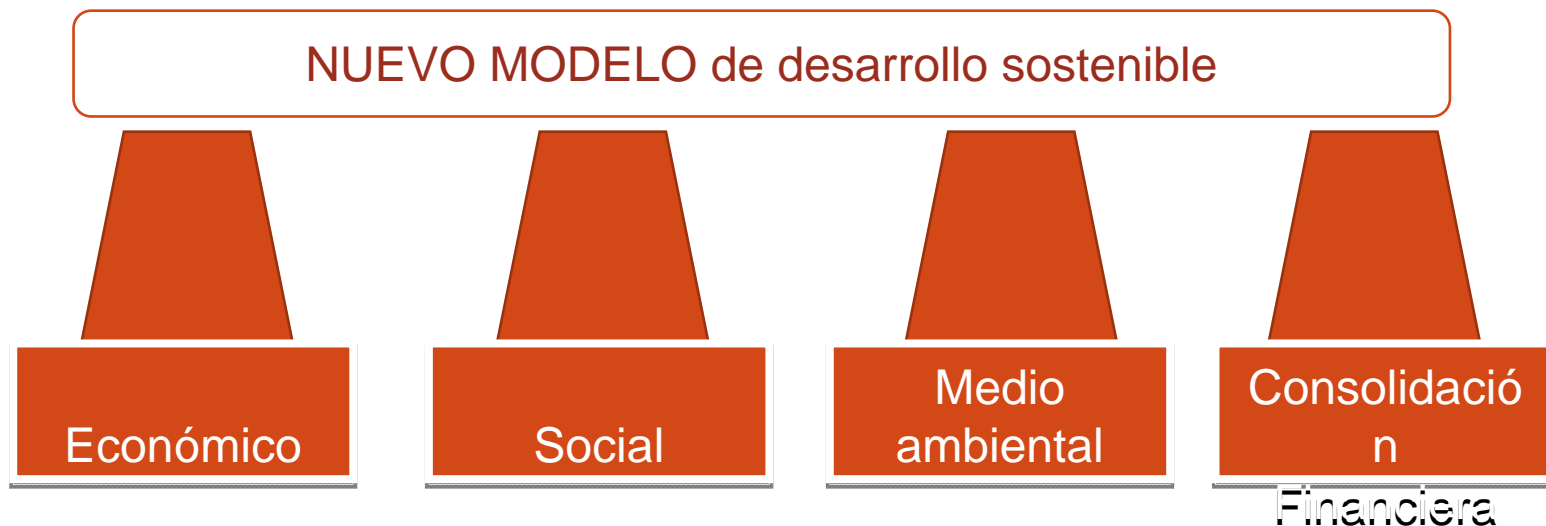 NUEVO MODELO de desarrollo sostenible
Económico
Social
Medio
ambiental
Consolidació
n
Financiera